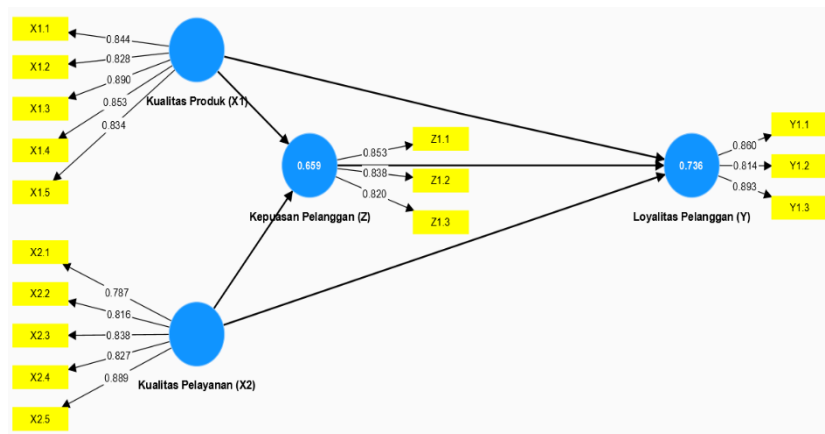 X1.1
0.844
X1.2
0.828
X1.3
0.890
X1.4
0.853
X1.5
0.834
Kualitas Produk (X1)
0.659
Kepuasan Pelanggan (Z)
0.853
Z1.1
0.838
Z1.2
0.820
Z1.3
0.736
Loyalitas Pelanggan (Y)
0.860
Y1.1
0.814
Y1.2
0.893
Y1.3
X2.1
0.787
X2.2
0.816
X2.3
0.838
X2.4
0.827
X2.5
0.889
Kualitas Pelayanan (X2)